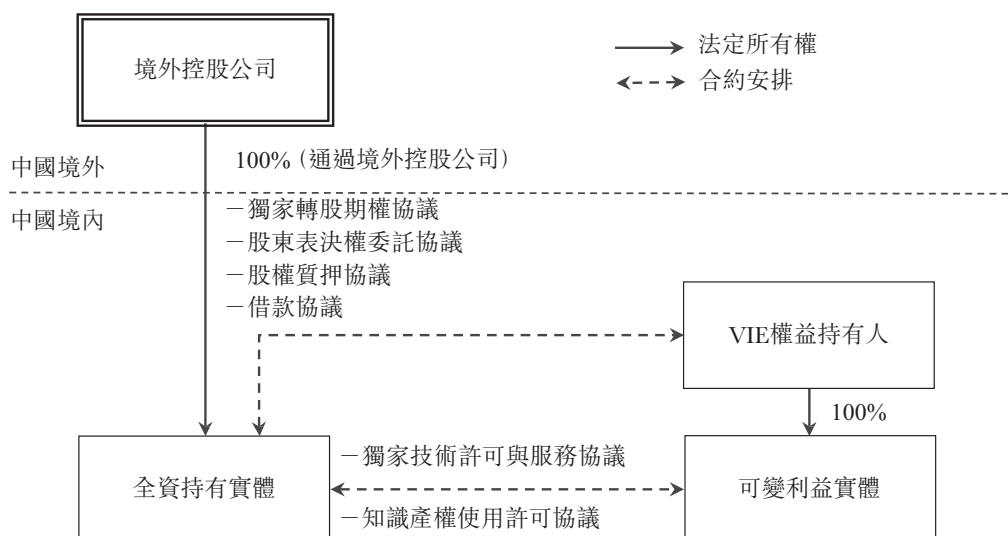 境外控股公司
法定所有權
合約安排
中國境外
100%（通過境外控股公司）
中國境內
－獨家轉股期權協議
－股東表決權委託協議
－股權質押協議
－借款協議
VIE權益持有人
100%
全資持有實體
－獨家技術許可與服務協議
－知識產權使用許可協議
可變利益實體